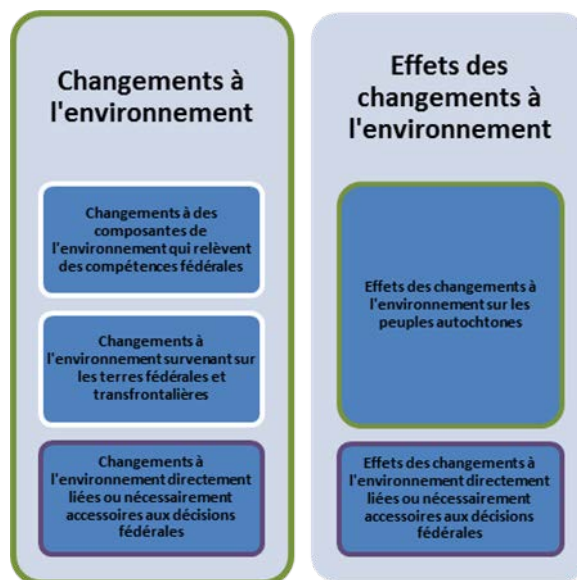 Changements à
l'environnement
Changements à des
composantes de
l'environnement qui relèvent
des compétences fédérales
Changements à
l'environnement survenant sur
les terres fédérales et
transfrontalières
Changements à
l'environnement directement
liées ou nécessairement
accessoires aux décisions
fédérales
Effets des
changements à
l'environnement
Effets des changements à
l'environnement sur les
peuples autochtones
Effets des changements à
l'environnement directement
liées ou nécessairement
accessoires aux décisions
fédérales